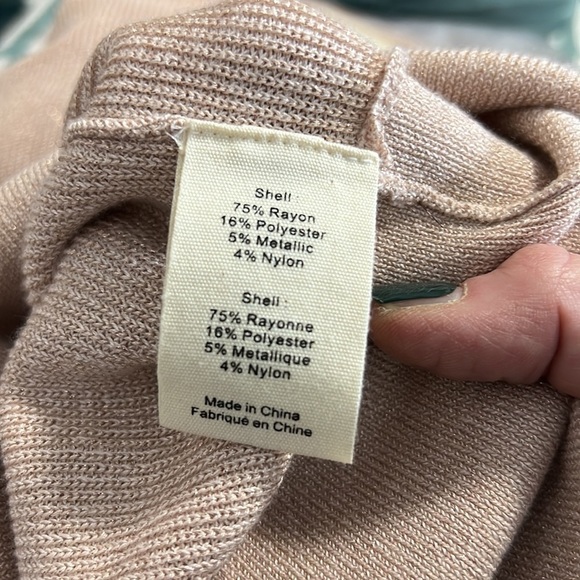 Shell :
75% Rayon
16% Polyester
5% Metallic
4% Nylon
Shell :
75% Rayonne
16% Polyaster
5% Metallique
4% Nylon
Made in China
Fabriqué en Chine